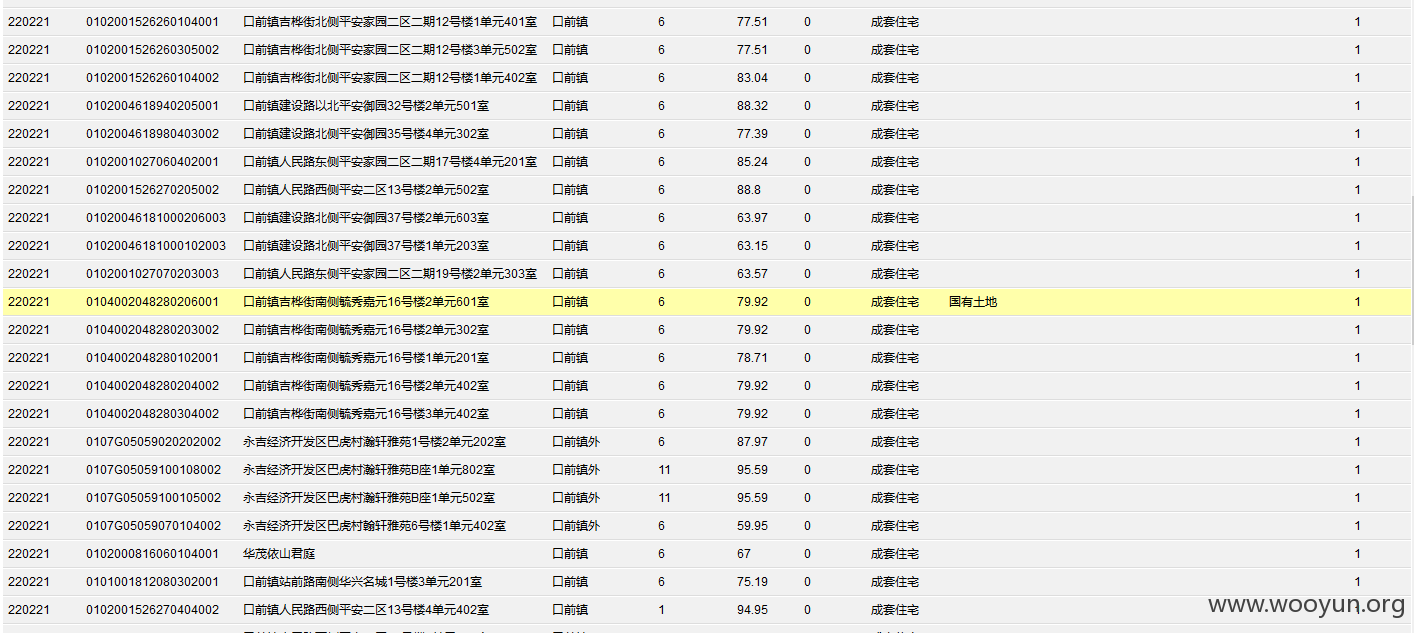 220221 0102001526260104001 口前镇吉桦街北侧平安家园二区二期12号楼1单元401室 口前镇 6 77.51 0 成套住宅 1
220221 0102001526260305002 口前镇吉桦街北侧平安家园二区二期12号楼3单元502室 口前镇 6 77.51 0 成套住宅 1
220221 0102001526260104002 口前镇吉桦街北侧平安家园二区二期12号楼1单元402室 口前镇 6 83.04 0 成套住宅 1
220221 0102004618940205001 口前镇建设路以北平安御园32号楼2单元501室 口前镇 6 88.32 0 成套住宅 1
220221 0102004618980403002 口前镇建设路北侧平安御园35号楼4单元302室 口前镇 6 77.39 0 成套住宅 1
220221 0102001027060402001 口前镇人民路东侧平安家园二区二期17号楼4单元201室 口前镇 6 85.24 0 成套住宅 1
220221 0102001526270205002 口前镇人民路西侧平安二区13号楼2单元502室 口前镇 6 88.8 0 成套住宅 1
220221 01020046181000206003 口前镇建设路北侧平安御园37号楼2单元603室 口前镇 6 63.97 0 成套住宅 1
220221 01020046181000102003 口前镇建设路北侧平安御园37号楼1单元203室 口前镇 6 63.15 0 成套住宅 1
220221 0102001027070203003 口前镇人民路东侧平安家园二区二期19号楼2单元303室 口前镇 6 63.57 0 成套住宅 1
220221 0104002048280206001 口前镇吉桦街南侧毓秀嘉元16号楼2单元601室 口前镇 6 79.92 0 成套住宅 国有土地 1
220221 0104002048280203002 口前镇吉桦街南侧毓秀嘉元16号楼2单元302室 口前镇 6 79.92 0 成套住宅 1
220221 0104002048280102001 口前镇吉桦街南侧毓秀嘉元16号楼1单元201室 口前镇 6 78.71 0 成套住宅 1
220221 0104002048280204002 口前镇吉桦街南侧毓秀嘉元16号楼2单元402室 口前镇 6 79.92 0 成套住宅 1
220221 0104002048280304002 口前镇吉桦街南侧毓秀嘉元16号楼3单元402室 口前镇 6 79.92 0 成套住宅 1
220221 0107G05059020202002 永吉经济开发区巴虎村瀚轩雅苑1号楼2单元202室 口前镇外 6 87.97 0 成套住宅 1
220221 0107G05059100108002 永吉经济开发区巴虎村瀚轩雅苑B座1单元802室 口前镇外 11 95.59 0 成套住宅 1
220221 0107G05059100105002 永吉经济开发区巴虎村瀚轩雅苑B座1单元502室 口前镇外 11 95.59 0 成套住宅 1
220221 0107G05059070104002 永吉经济开发区巴虎村翰轩雅苑6号楼1单元402室 口前镇外 6 59.95 0 成套住宅 1
220221 0102000816060104001 华茂依山君庭 口前镇 6 67 0 成套住宅 1
220221 0101001812080302001 口前镇站前路南侧华兴名城1号楼3单元201室 口前镇 6 75.19 0 成套住宅 1
220221 0102001526270404002 口前镇人民路西侧平安二区13号楼4单元402室 口前镇 1 94.95 0 成套住宅 1
www.wooyun.org